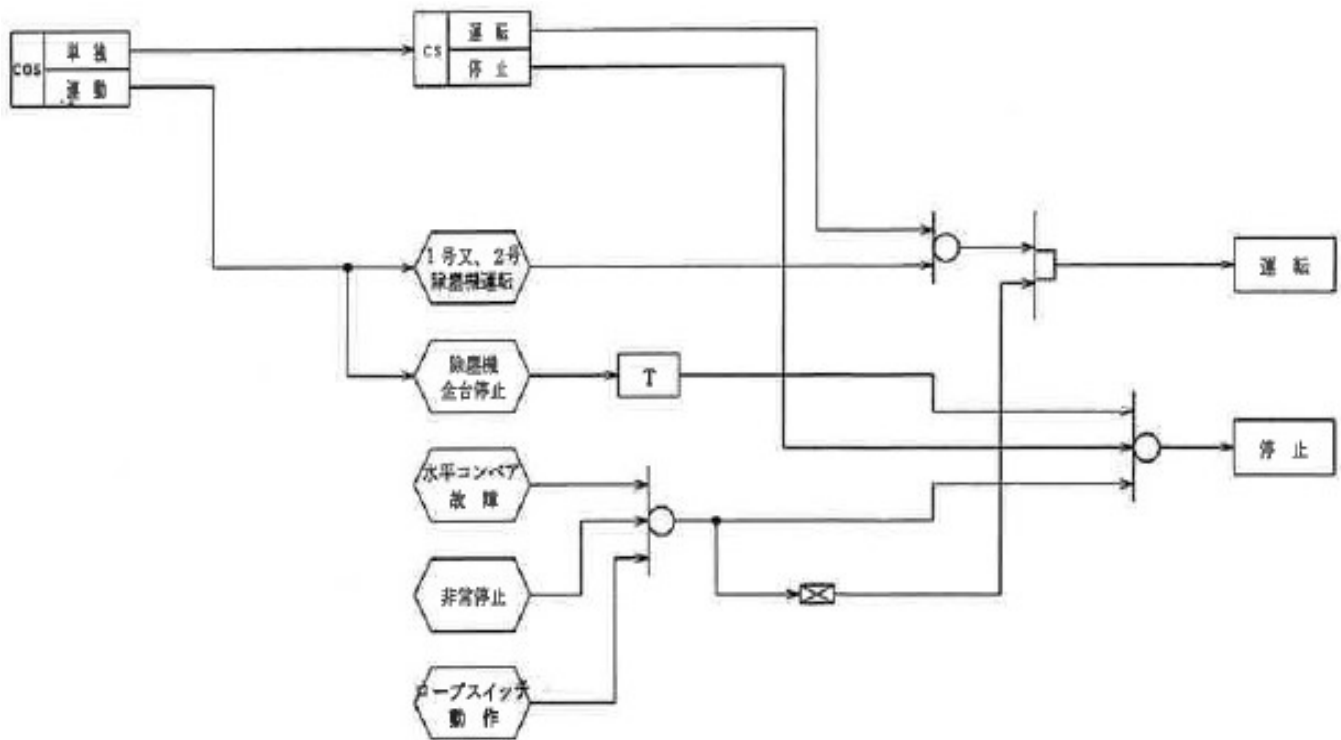 COS
単独
連動
CS
運転
停止
1号又、2号
除塵機運転
運転
除塵機
全台停止
T
停止
水平コンベア
故障
非常停止
ロープスイッチ
動作